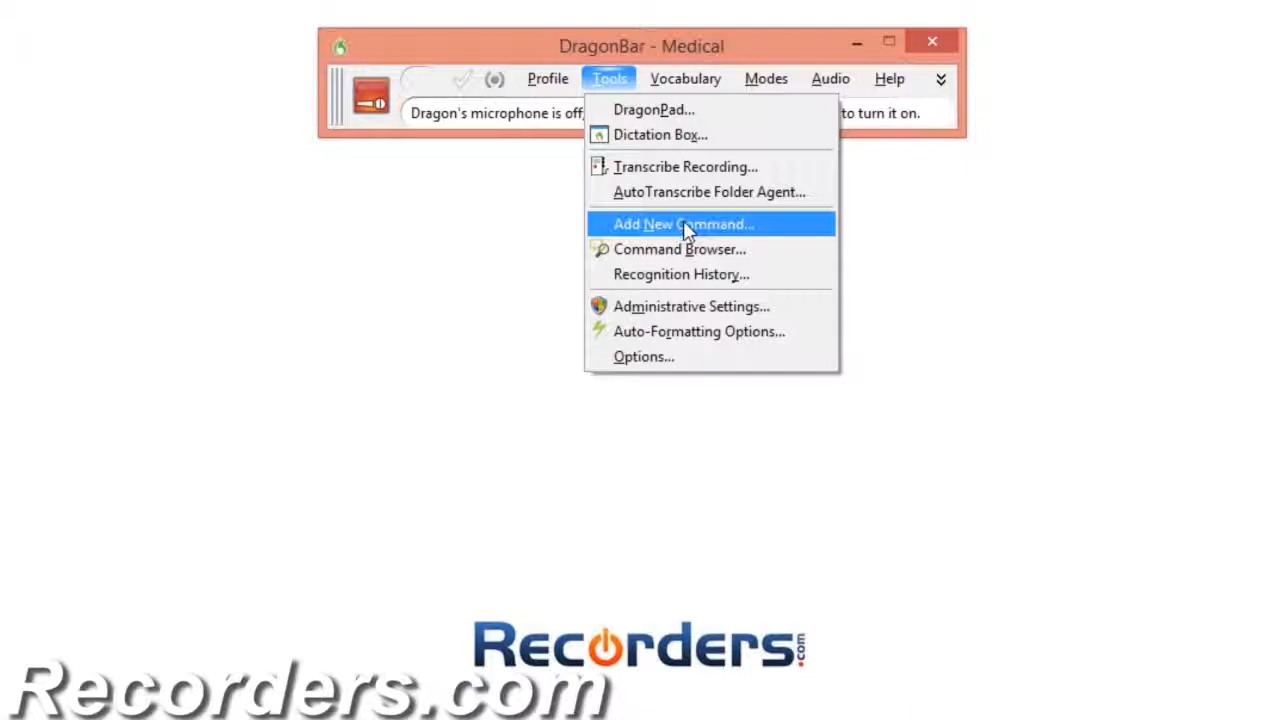 DragonBar - Medical
Profile Tools Vocabulary Modes Audio Help
Dragon's microphone is off, to turn it on.
DragonPad...
Dictation Box...
Transcribe Recording...
AutoTranscribe Folder Agent...
Add New Command...
Command Browser...
Recognition History...
Administrative Settings...
Auto-Formatting Options...
Options...
Recorders.com
Recorders.com